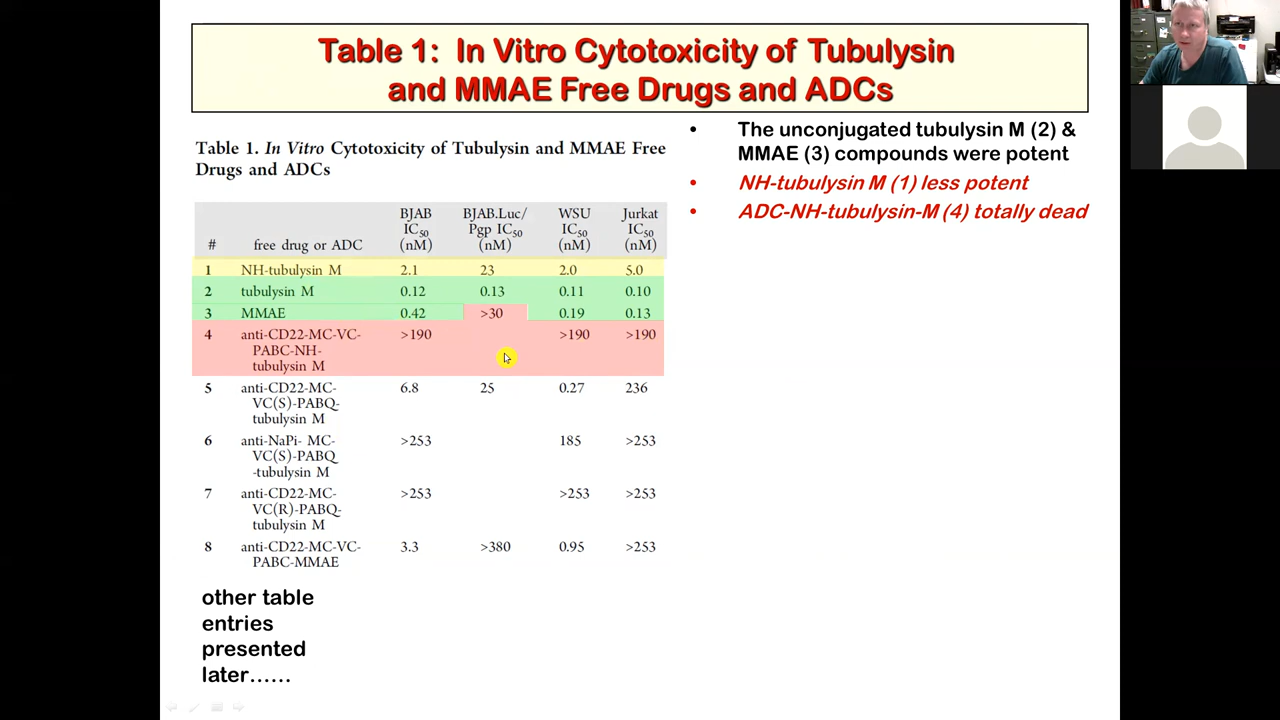 Table 1: In Vitro Cytotoxicity of Tubulysin
and MMAE Free Drugs and ADCs
Table 1. In Vitro Cytotoxicity of Tubulysin and MMAE Free
Drugs and ADCs
# free drug or ADC BJAB IC50 (nM) BJAB.Luc/Pgp IC50 (nM) WSU IC50 (nM) Jurkat IC50 (nM)
1 NH-tubulysin M 2.1 23 2.0 5.0
2 tubulysin M 0.12 0.13 0.11 0.10
3 MMAE 0.42 >30 0.19 0.13
4 anti-CD22-MC-VC- >190 >190 >190
PABC-NH-
tubulysin M
5 anti-CD22-MC- 6.8 25 0.27 236
VC(S)-PABQ-
tubulysin M
6 anti-NaPi- MC- >253 185 >253
VC(S)-PABQ
-tubulysin M
7 anti-CD22-MC- >253 >253 >253
VC(R)-PABQ-
tubulysin M
8 anti-CD22-MC-VC- 3.3 >380 0.95 >253
PABC-MMAE
other table
entries
presented
later……
• The unconjugated tubulysin M (2) &
MMAE (3) compounds were potent
• NH-tubulysin M (1) less potent
• ADC-NH-tubulysin-M (4) totally dead